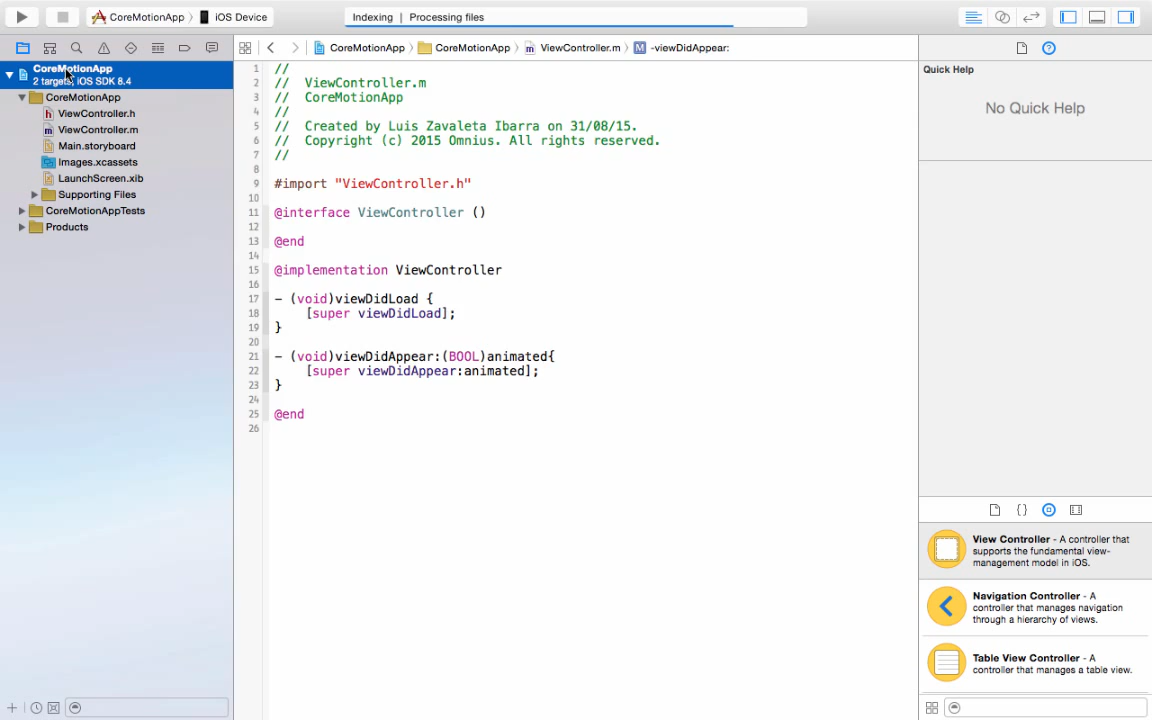 CoreMotionApp 〉 iOS Device
Indexing | Processing files
CoreMotionApp 〉 CoreMotionApp 〉 ViewController.m 〉 M -viewDidAppear:
CoreMotionApp
2 targets, iOS SDK 8.4
CoreMotionApp
h ViewController.h
m ViewController.m
Main.storyboard
Images.xcassets
LaunchScreen.xib
Supporting Files
CoreMotionAppTests
Products
1 //
2 //  ViewController.m
3 //  CoreMotionApp
4 //
5 //  Created by Luis Zavaleta Ibarra on 31/08/15.
6 //  Copyright (c) 2015 Omnius. All rights reserved.
7 //
8
9 #import "ViewController.h"
10
11 @interface ViewController ()
12
13 @end
14
15 @implementation ViewController
16
17 - (void)viewDidLoad {
18     [super viewDidLoad];
19 }
20
21 - (void)viewDidAppear:(BOOL)animated{
22     [super viewDidAppear:animated];
23 }
24
25 @end
26
Quick Help
No Quick Help
{}
View Controller - A controller that
supports the fundamental view-
management model in iOS.
Navigation Controller - A
controller that manages navigation
through a hierarchy of views.
Table View Controller - A
controller that manages a table view.